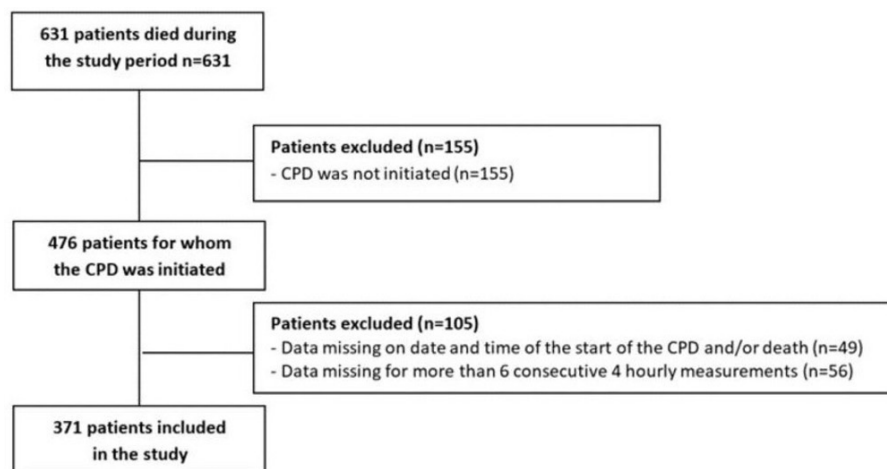 631 patients died during
the study period n=631
Patients excluded (n=155)
- CPD was not initiated (n=155)
476 patients for whom
the CPD was initiated
Patients excluded (n=105)
- Data missing on date and time of the start of the CPD and/or death (n=49)
- Data missing for more than 6 consecutive 4 hourly measurements (n=56)
371 patients included
in the study